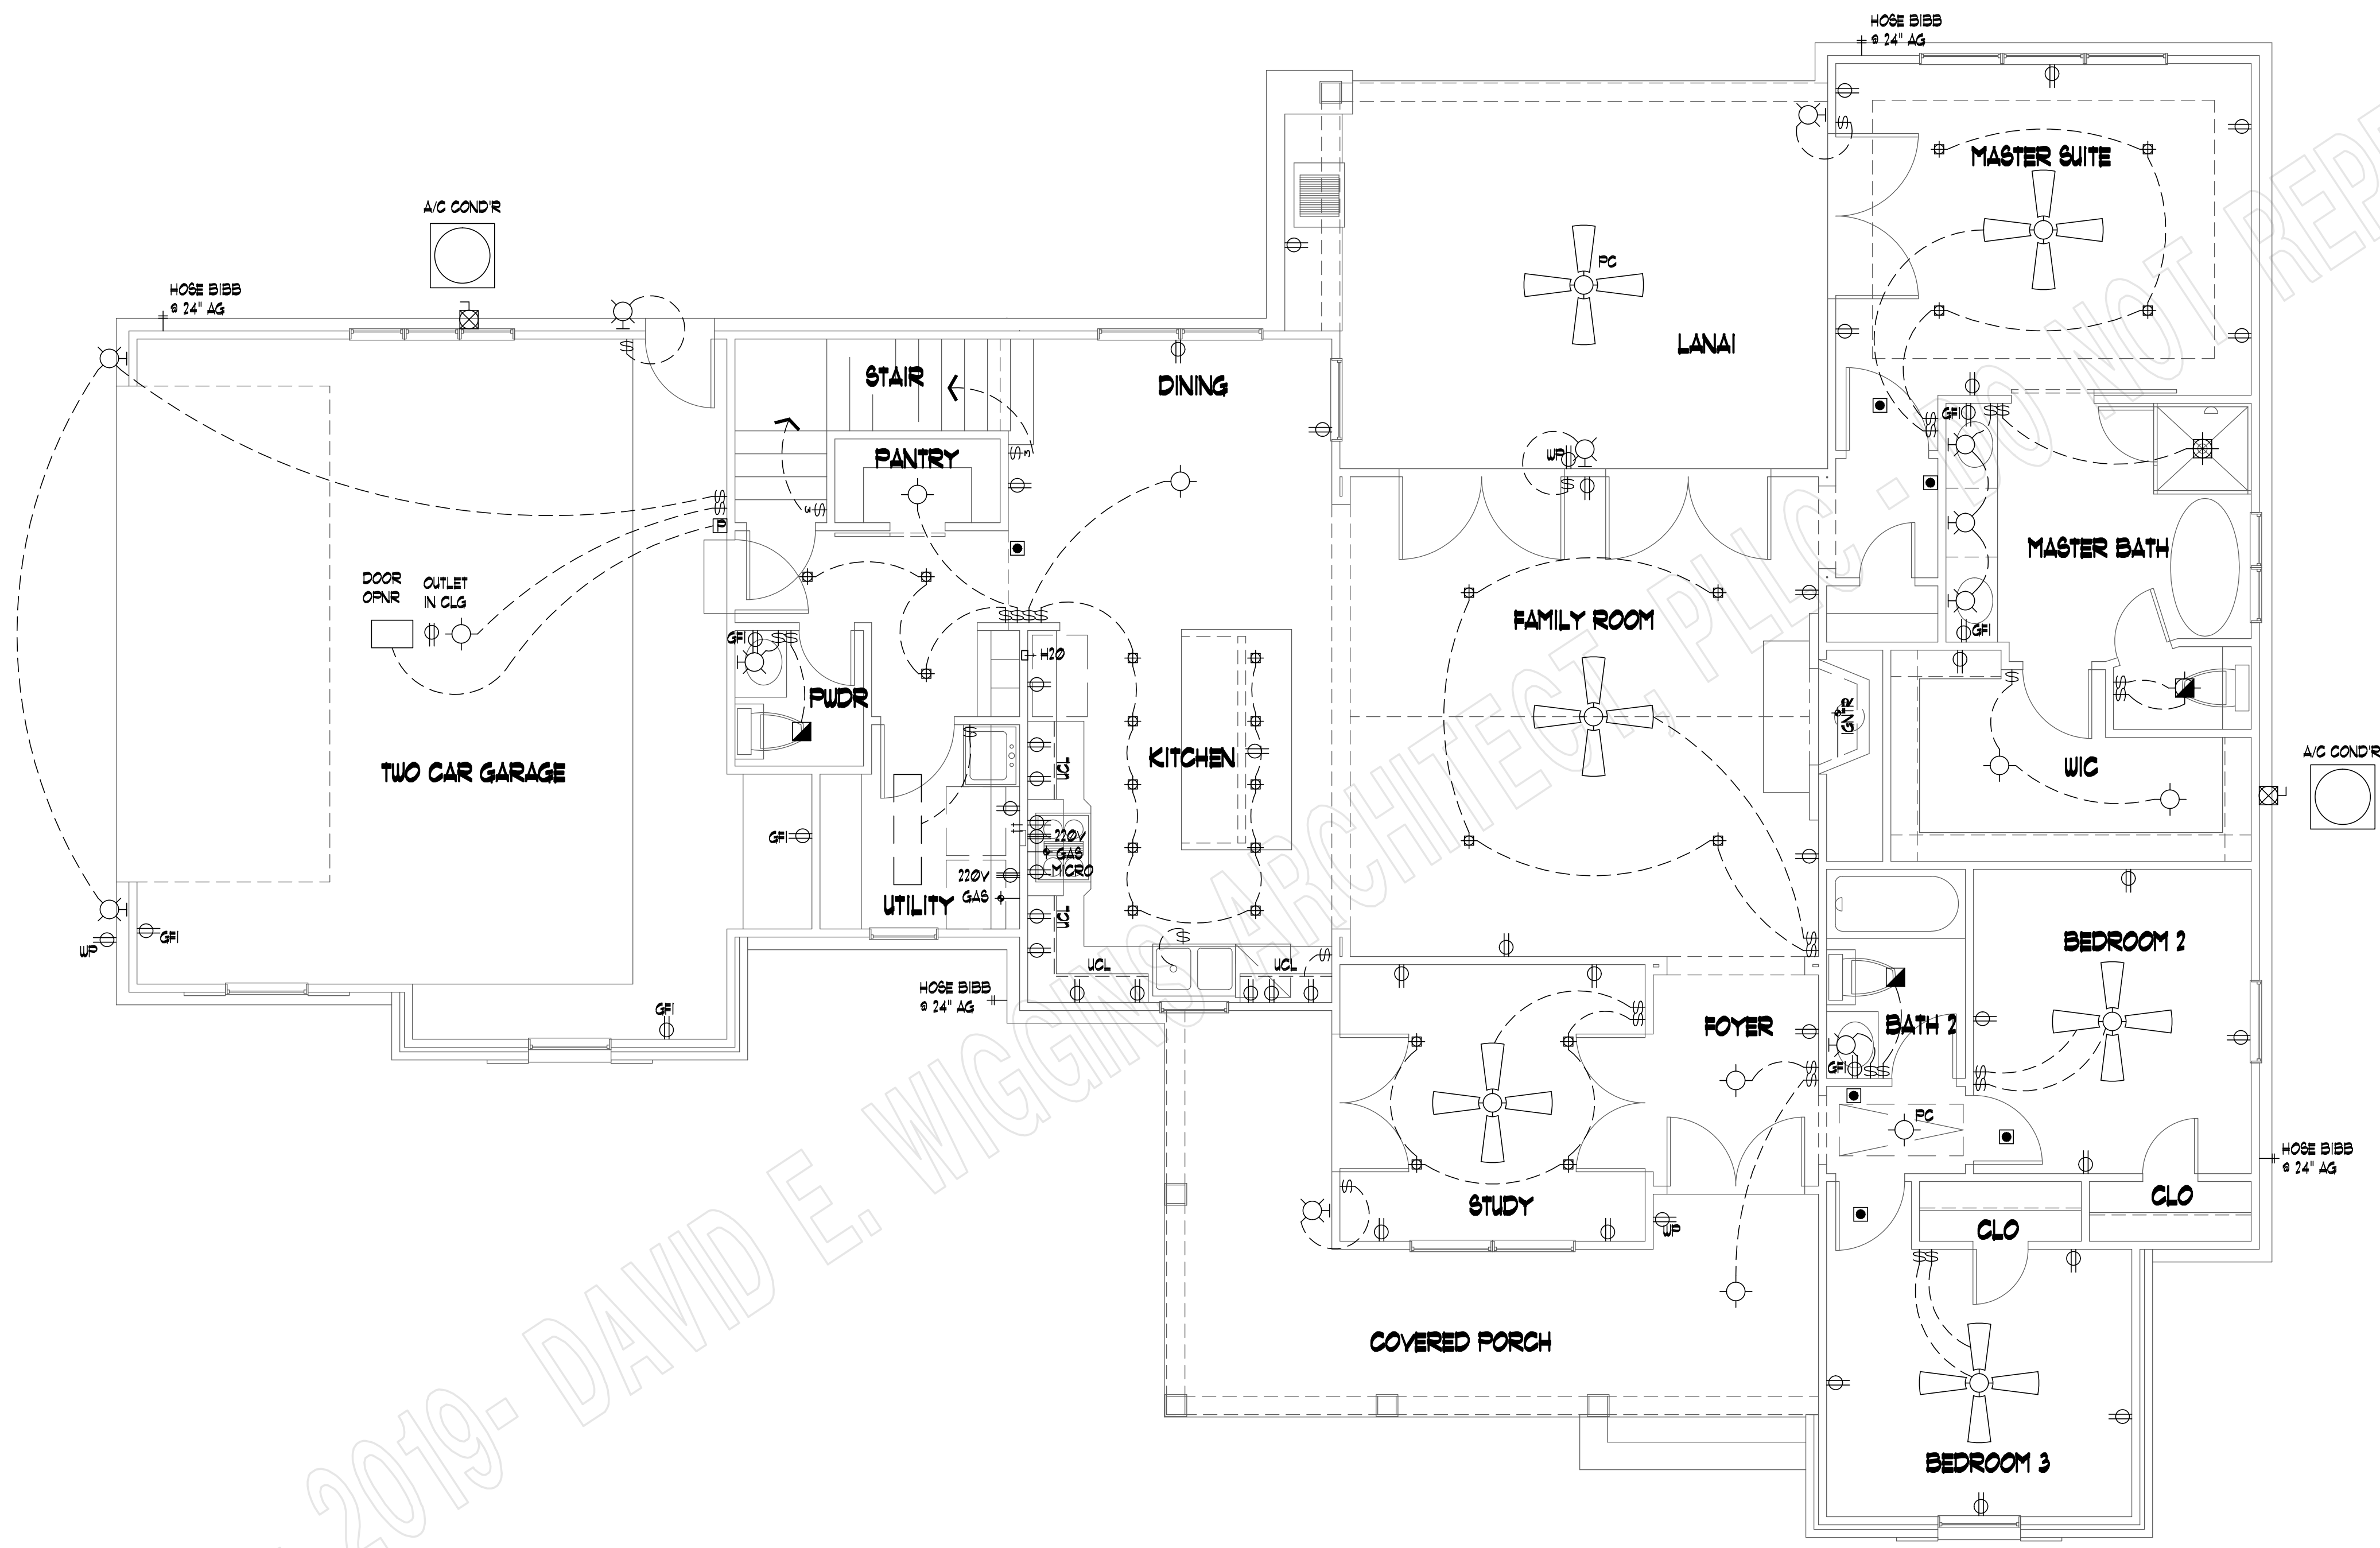 HOSE BIBB
@ 24" AG
A/C COND'R
HOSE BIBB
@ 24" AG
MASTER SUITE
PC
LANAI
STAIR
DINING
PANTRY
$
$
$3
$3
WP
$
GFI
$$
$
$
$
$
P
DOOR
OPNR
OUTLET
IN CLG
MASTER BATH
FAMILY ROOM
$$$$
GFI
$$
H2O
GFI
PWDR
$
$
$
$
IGNT'R
KITCHEN
UCL
TWO CAR GARAGE
WIC
A/C COND'R
GFI
220V
GAS
MICRO
220V
GAS
UTILITY
UCL
GFI
WP
$
$
$
$
BEDROOM 2
UCL
UCL
HOSE BIBB
@ 24" AG
GFI
$
$
FOYER
BATH 2
$
$
GFI
$$
$
$
PC
HOSE BIBB
@ 24" AG
$
STUDY
WP
CLO
CLO
$$
COVERED PORCH
BEDROOM 3
2019- DAVID E. WIGGINS ARCHITECT, PLLC - DO NOT